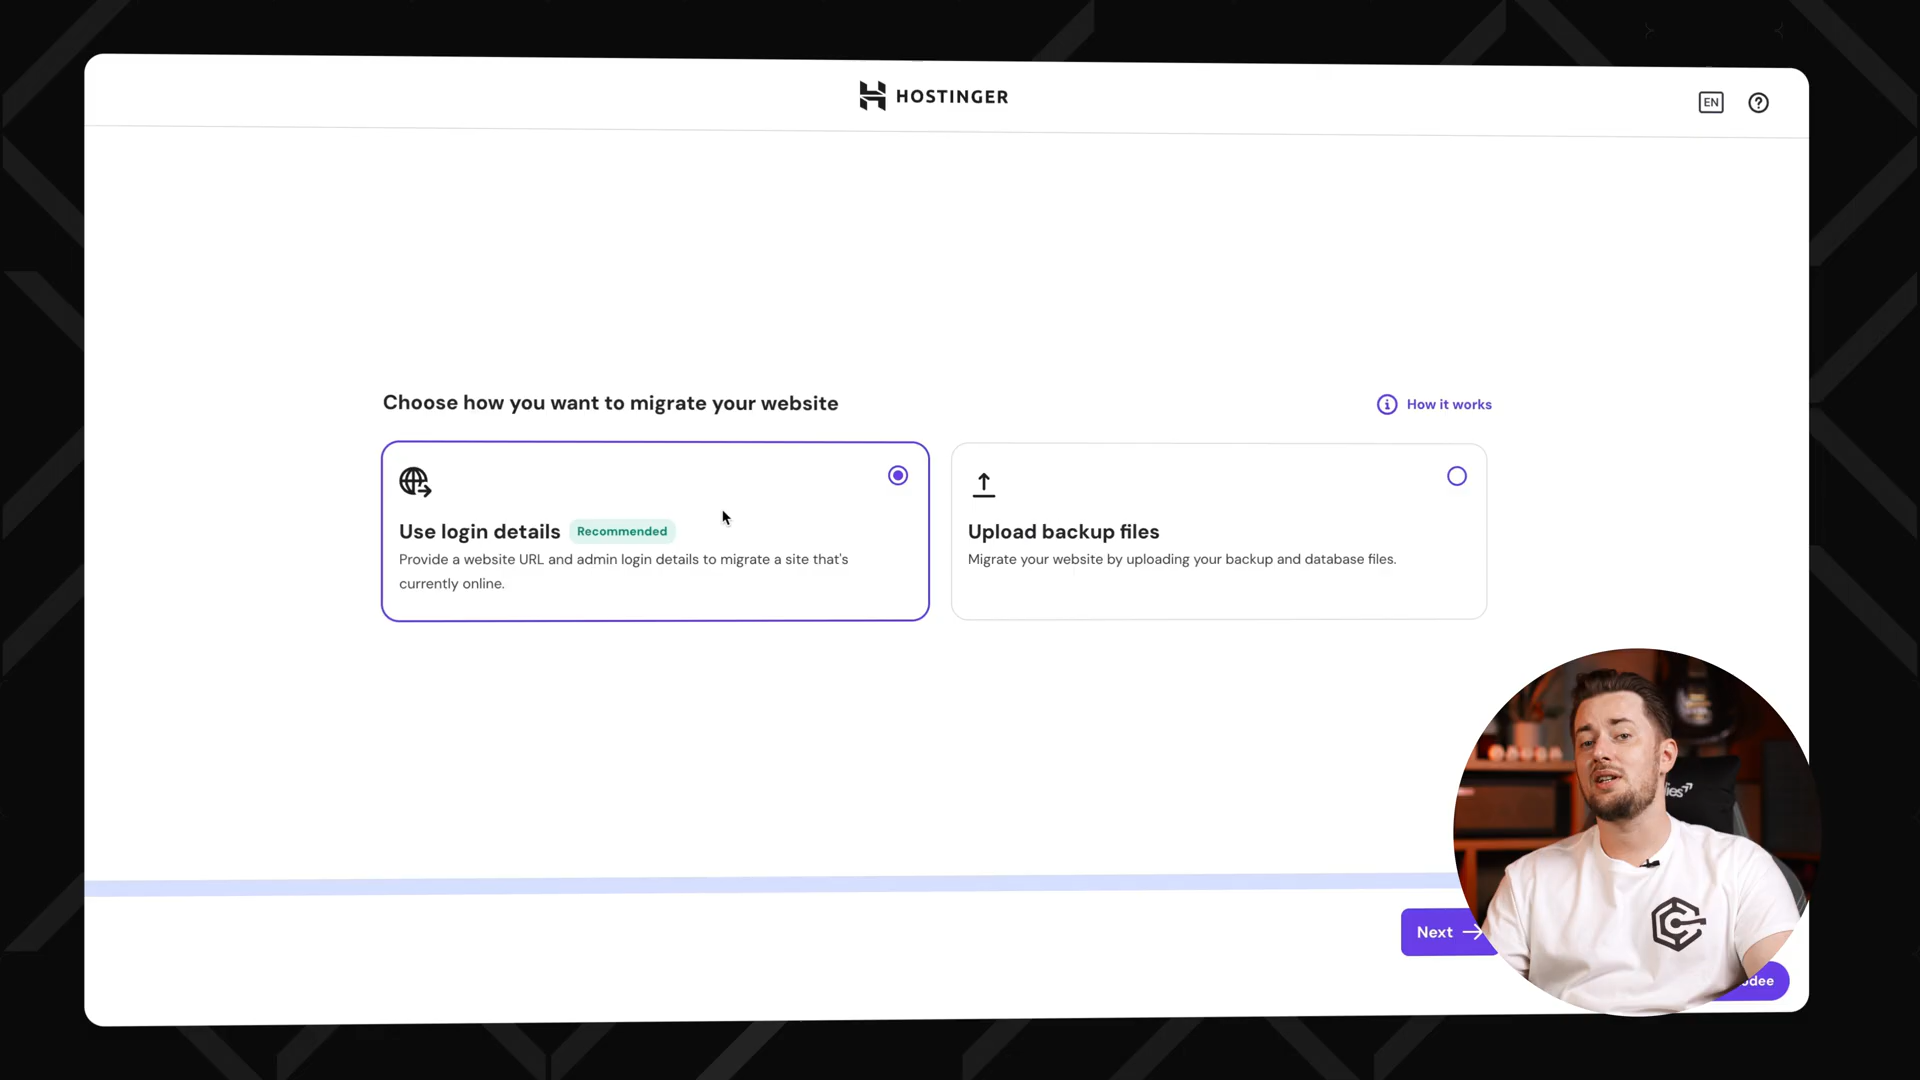 HOSTINGER
EN
Choose how you want to migrate your website
How it works
Use login details
Recommended
Provide a website URL and admin login details to migrate a site that's
currently online.
Upload backup files
Migrate your website by uploading your backup and database files.
Next